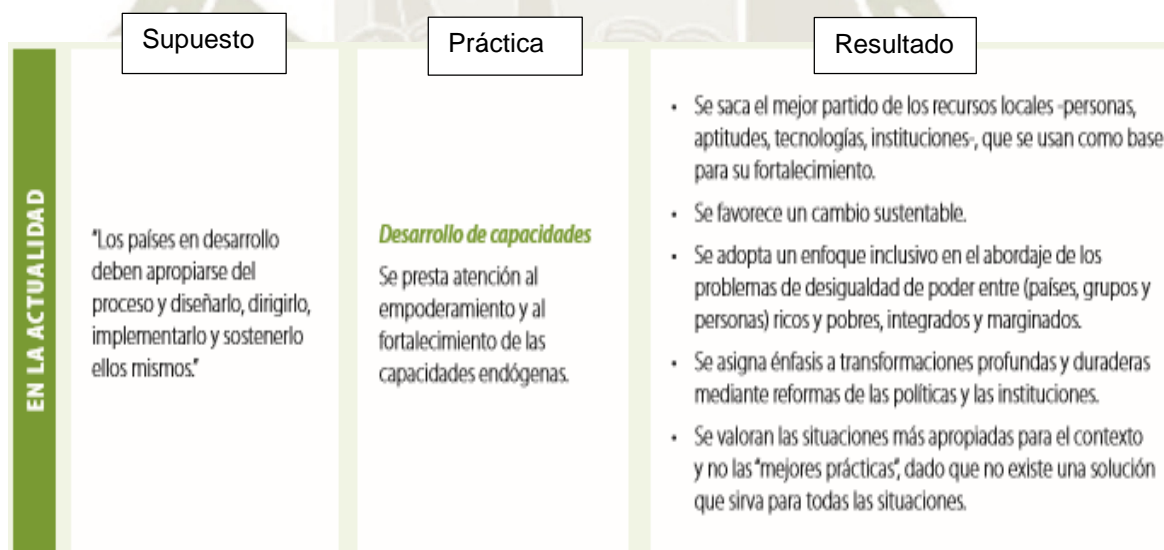 Supuesto
Práctica
Resultado
EN LA ACTUALIDAD
"Los países en desarrollo
deben apropiarse del
proceso y diseñarlo, dirigirlo,
implementarlo y sostenerlo
ellos mismos."
Desarrollo de capacidades
Se presta atención al
empoderamiento y al
fortalecimiento de las
capacidades endógenas.
• Se saca el mejor partido de los recursos locales -personas,
aptitudes, tecnologías, instituciones-, que se usan como base
para su fortalecimiento.
• Se favorece un cambio sustentable.
• Se adopta un enfoque inclusivo en el abordaje de los
problemas de desigualdad de poder entre (países, grupos y
personas) ricos y pobres, integrados y marginados.
• Se asigna énfasis a transformaciones profundas y duraderas
mediante reformas de las políticas y las instituciones.
• Se valoran las situaciones más apropiadas para el contexto
y no las "mejores prácticas", dado que no existe una solución
que sirva para todas las situaciones.